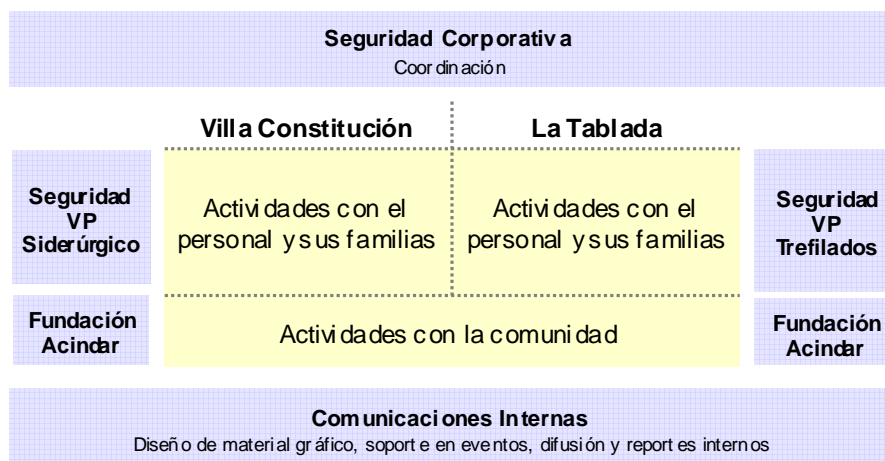 Seguridad Corporativa
Coordinación
Villa Constitución
La Tablada
Seguridad
VP
Siderúrgico
Actividades con el
personal y sus familias
Actividades con el
personal y sus familias
Seguridad
VP
Trefilados
Fundación
Acindar
Actividades con la comunidad
Fundación
Acindar
Comunicaciones Internas
Diseño de material gráfico, soporte en eventos, difusión y reportes internos